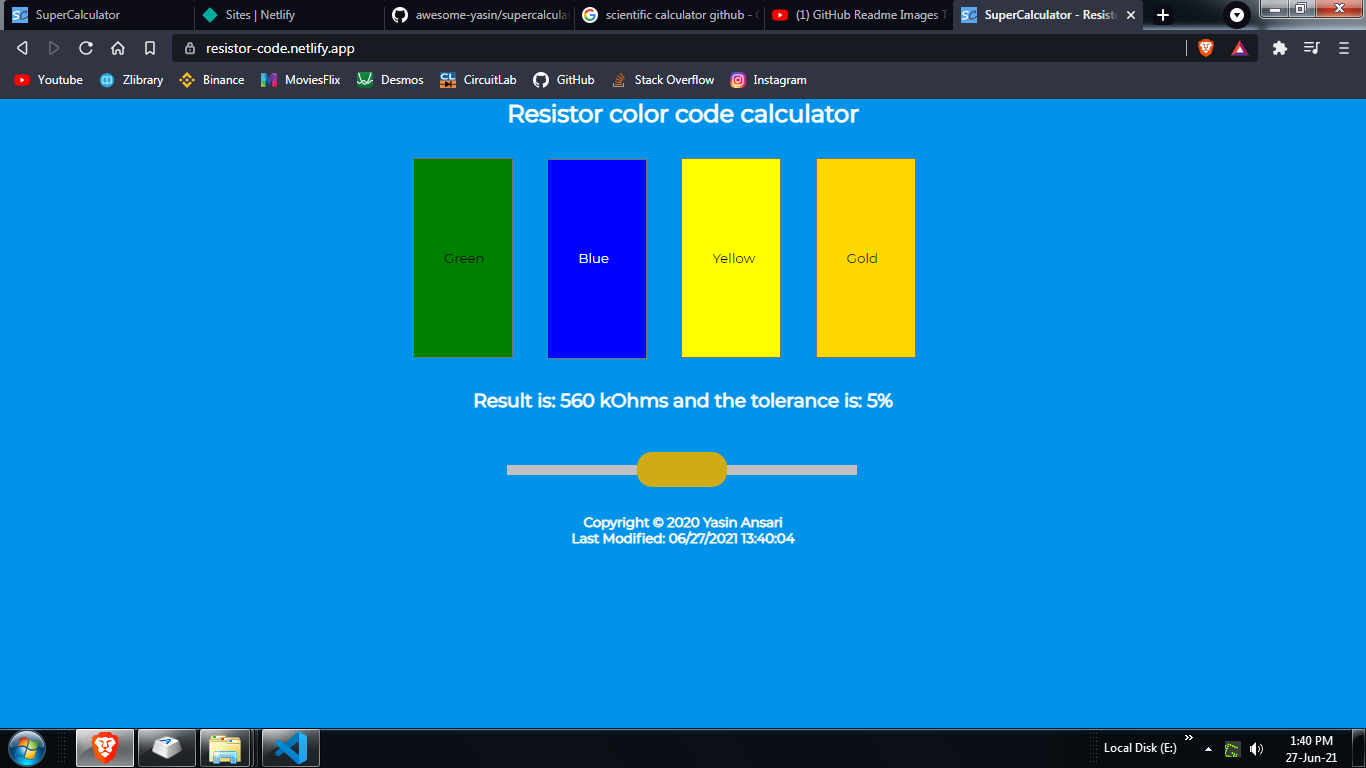 SuperCalculator
Sites | Netlify
awesome-yasin/supercalculat
scientific calculator github -
(1) GitHub Readme Images T
SuperCalculator - Resist
resistor-code.netlify.app
Youtube
Zlibrary
Binance
MoviesFlix
Desmos
CircuitLab
GitHub
Stack Overflow
Instagram
Resistor color code calculator
Green
Blue
Yellow
Gold
Result is: 560 kOhms and the tolerance is: 5%
Copyright © 2020 Yasin Ansari
Last Modified: 06/27/2021 13:40:04
Local Disk (E:)
1:40 PM
27-Jun-21